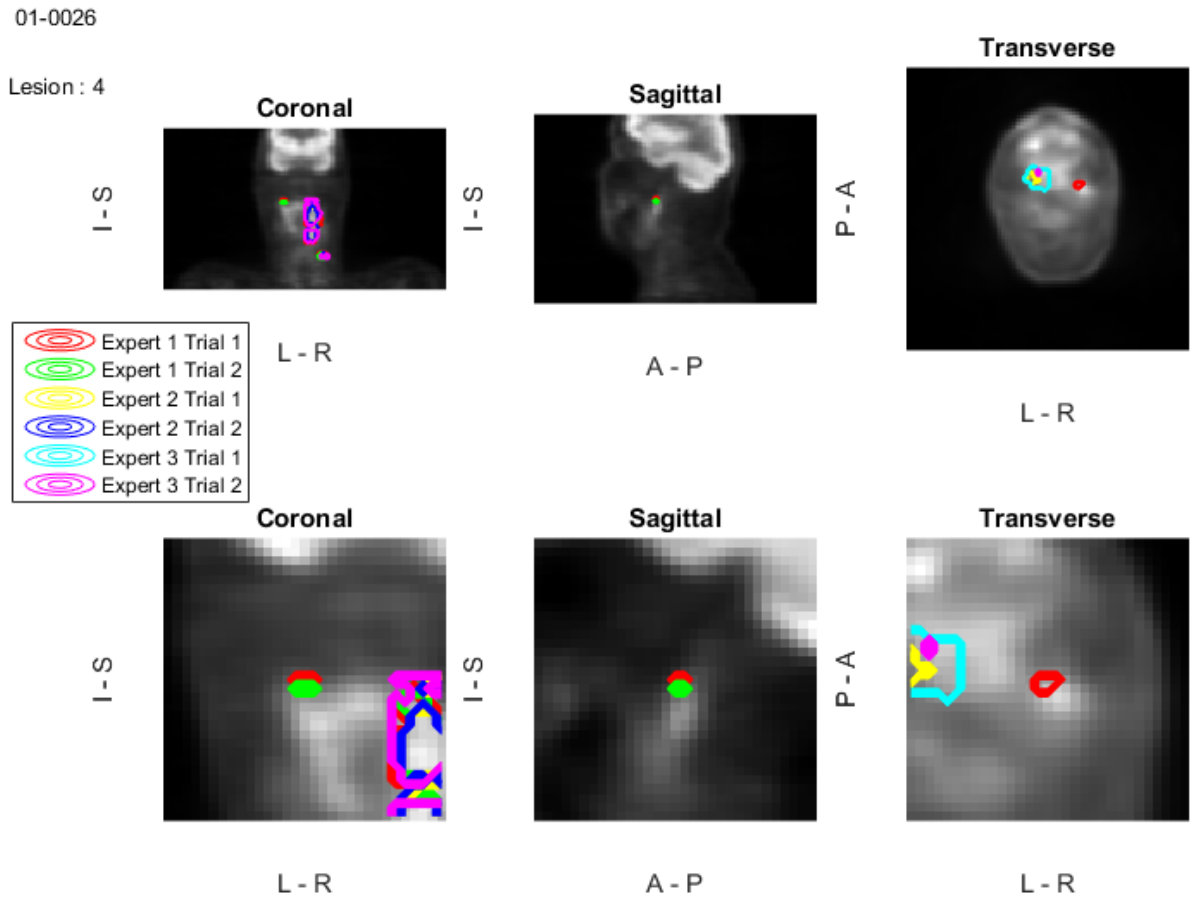 01-0026
Lesion : 4
Coronal
Sagittal
Transverse
I - S
I - S
P - A
L - R
A - P
L - R
Expert 1 Trial 1
Expert 1 Trial 2
Expert 2 Trial 1
Expert 2 Trial 2
Expert 3 Trial 1
Expert 3 Trial 2
Coronal
Sagittal
Transverse
I - S
I - S
P - A
L - R
A - P
L - R